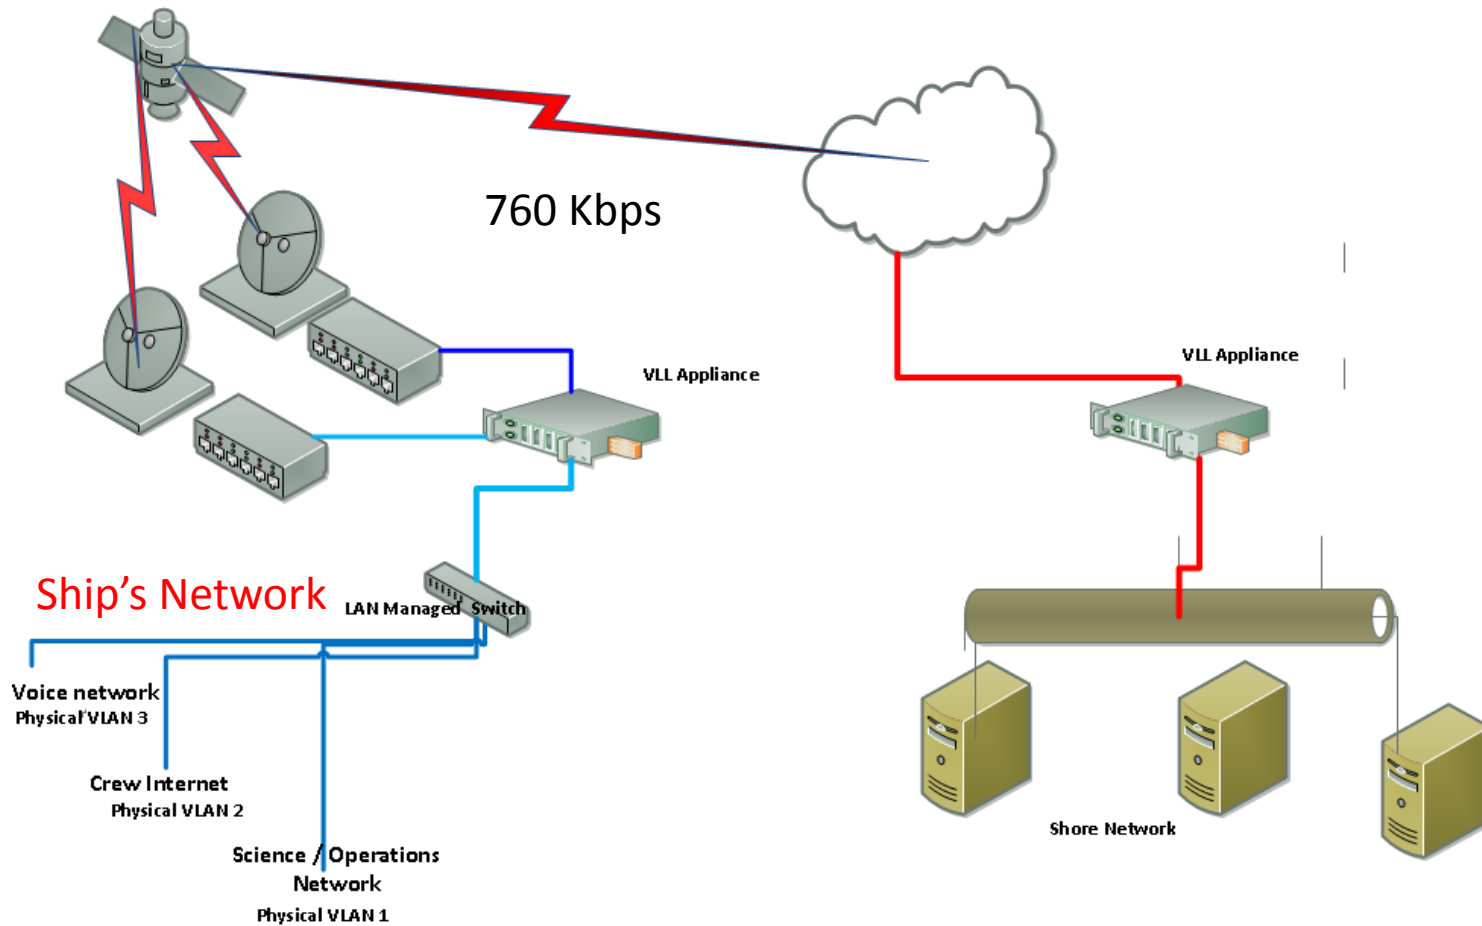 760 Kbps
VLL Appliance
VLL Appliance
Ship's Network
LAN Managed Switch
Voice network
Physical VLAN 3
Crew Internet
Physical VLAN 2
Science / Operations
Network
Physical VLAN 1
Shore Network